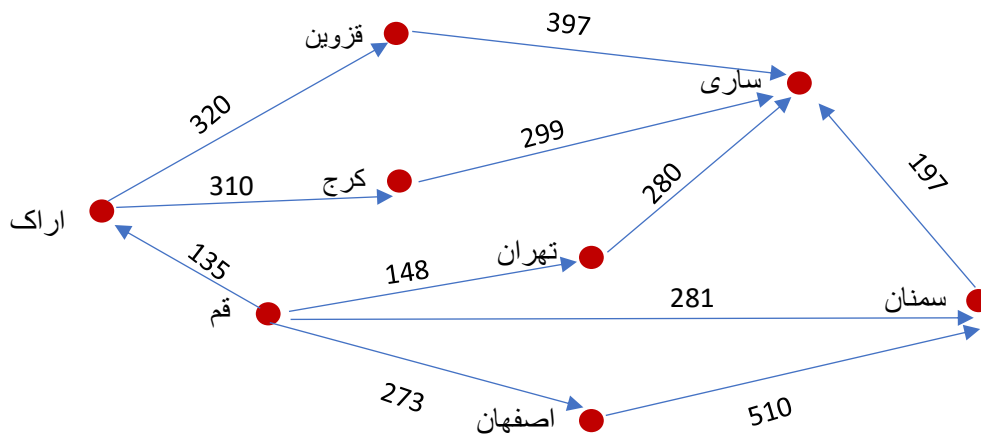 قزوین
397
ساری
320
299
310
کرج
280
197
اراک
135
148
تهران
قم
281
سمنان
273
اصفهان
510